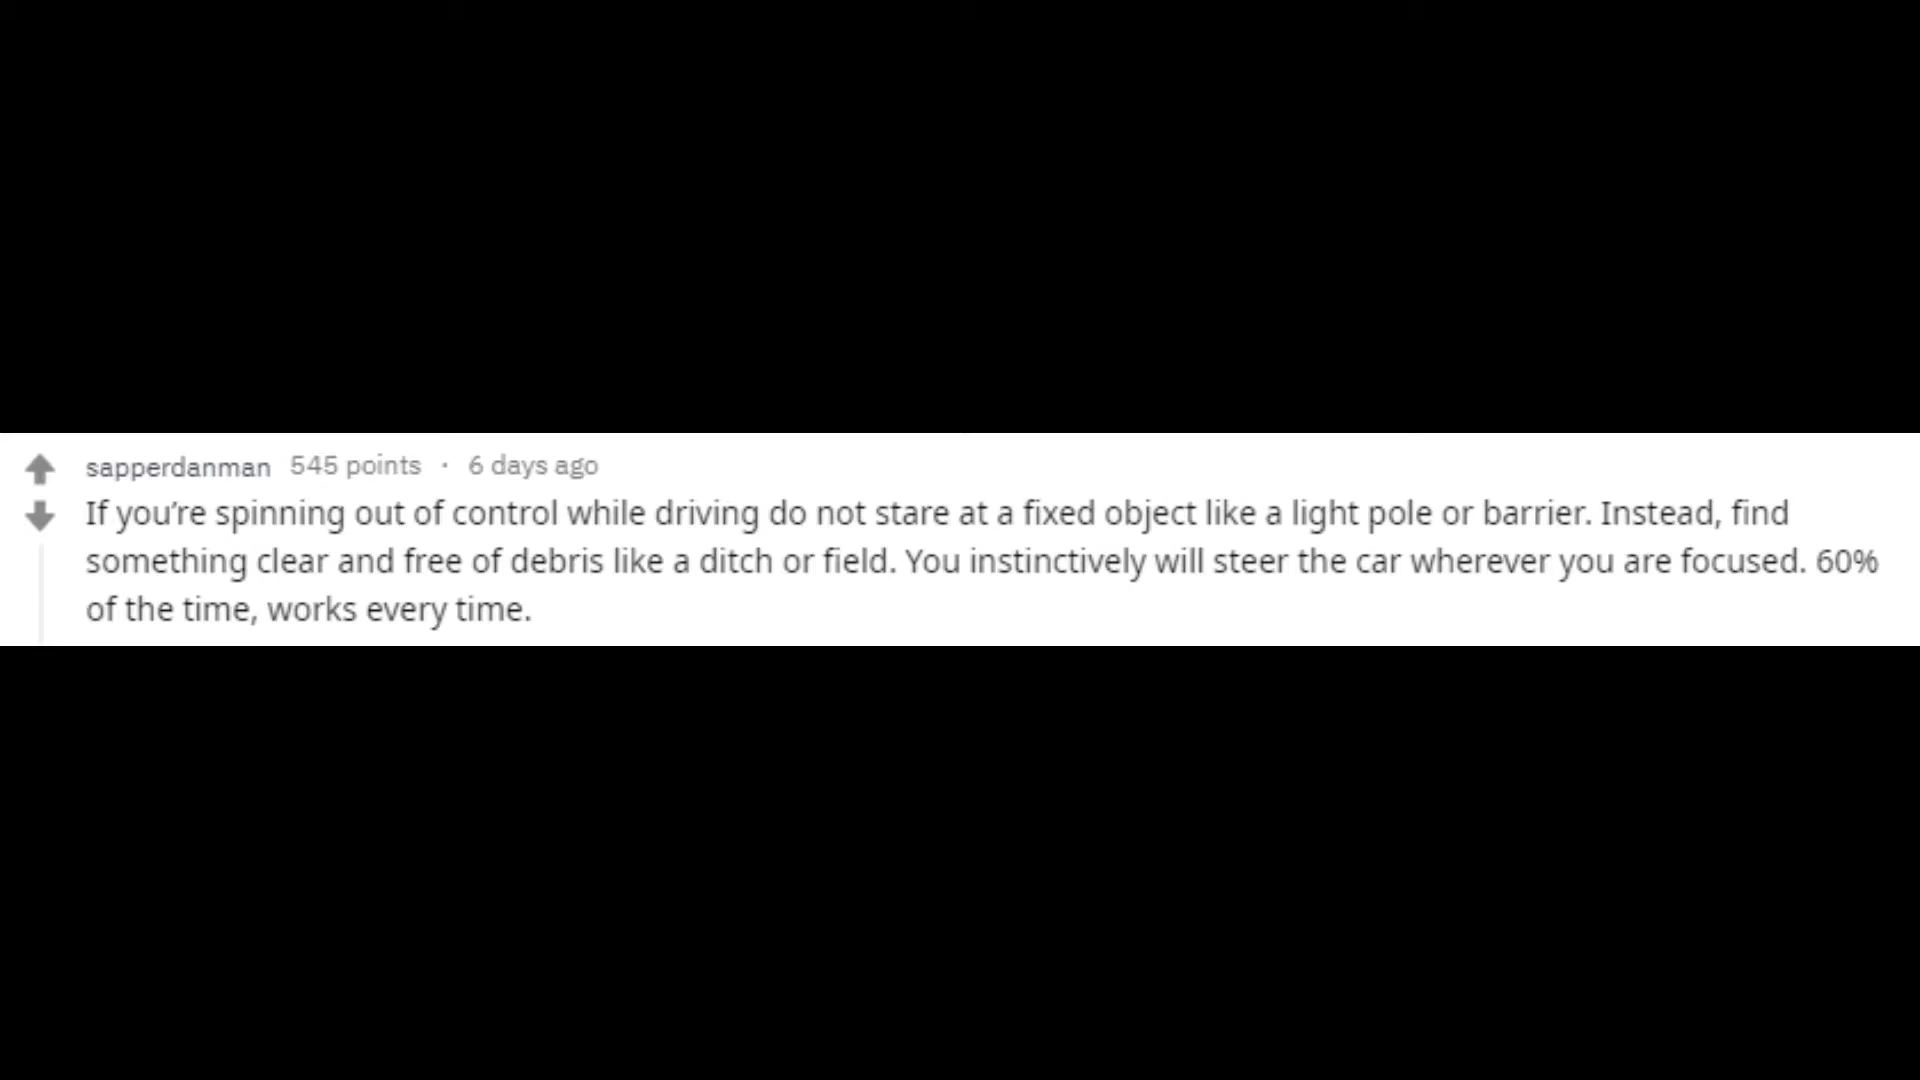 sapperdanman 545 points · 6 days ago
If you’re spinning out of control while driving do not stare at a fixed object like a light pole or barrier. Instead, find
something clear and free of debris like a ditch or field. You instinctively will steer the car wherever you are focused. 60%
of the time, works every time.